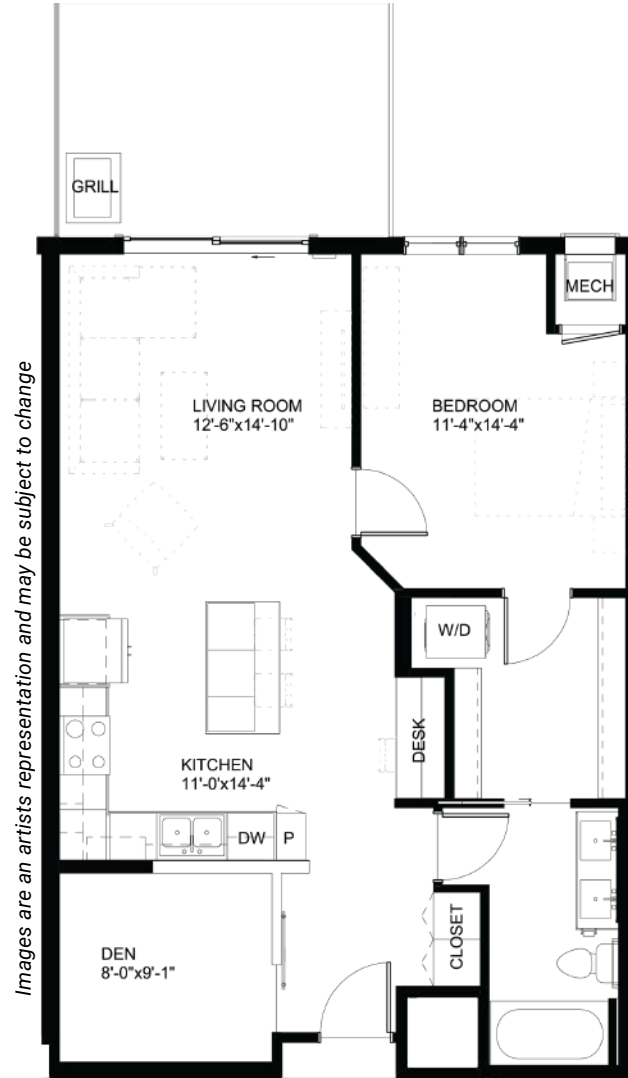 GRILL
MECH
LIVING ROOM
12'-6"x14'-10"
BEDROOM
11'-4"x14'-4"
W/D
DESK
KITCHEN
11'-0'x14'-4"
DW
P
CLOSET
DEN
8'-0"x9'-1"
Images are an artists representation and may be subject to change